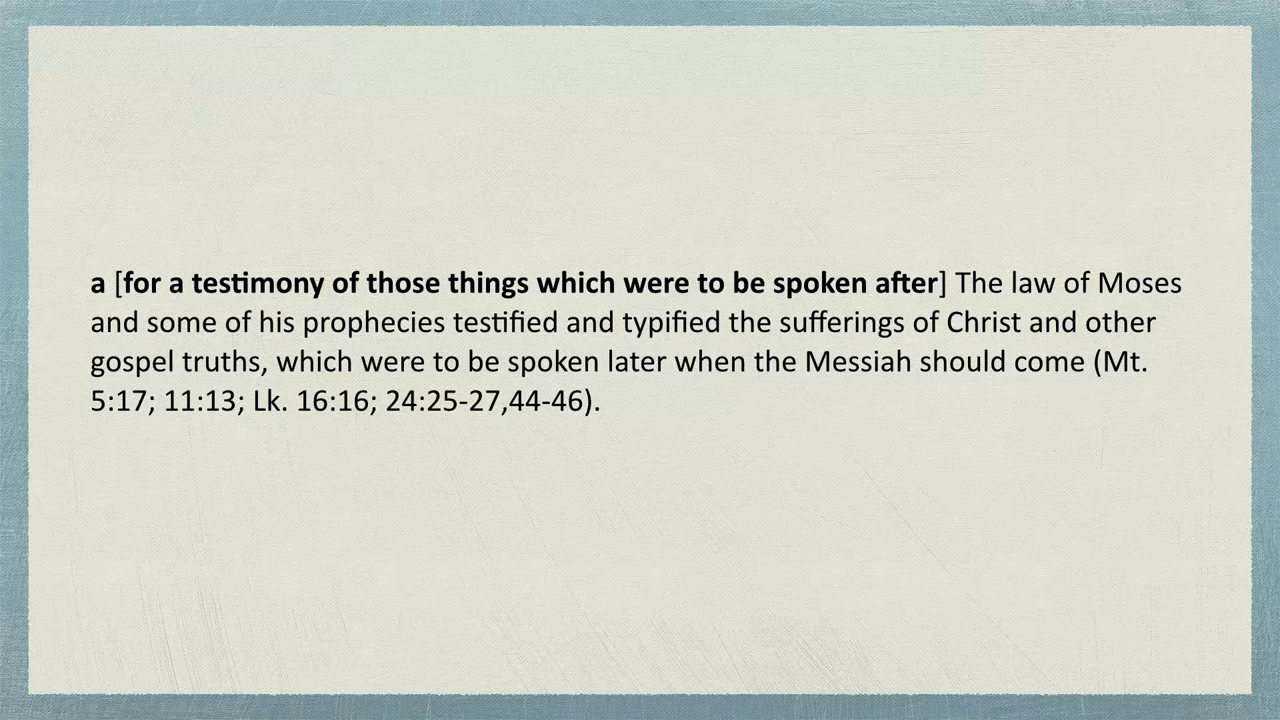 a [for a testimony of those things which were to be spoken after] The law of Moses
and some of his prophecies testified and typified the sufferings of Christ and other
gospel truths, which were to be spoken later when the Messiah should come (Mt.
5:17; 11:13; Lk. 16:16; 24:25-27,44-46).